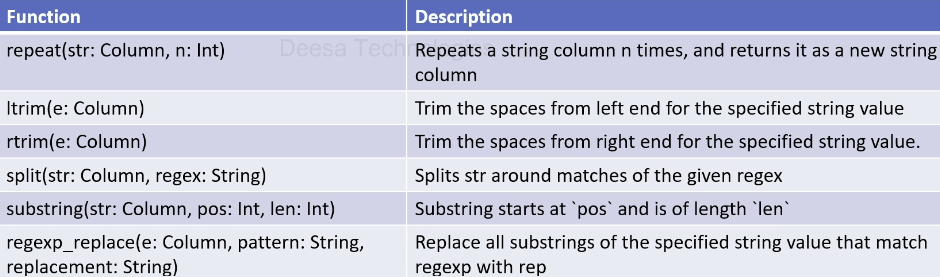 Function Description
repeat(str: Column, n: Int) Repeats a string column n times, and returns it as a new string
column
ltrim(e: Column) Trim the spaces from left end for the specified string value
rtrim(e: Column) Trim the spaces from right end for the specified string value.
split(str: Column, regex: String) Splits str around matches of the given regex
substring(str: Column, pos: Int, len: Int) Substring starts at `pos` and is of length `len`
regexp_replace(e: Column, pattern: String, Replace all substrings of the specified string value that match
replacement: String) regexp with rep
Deesa